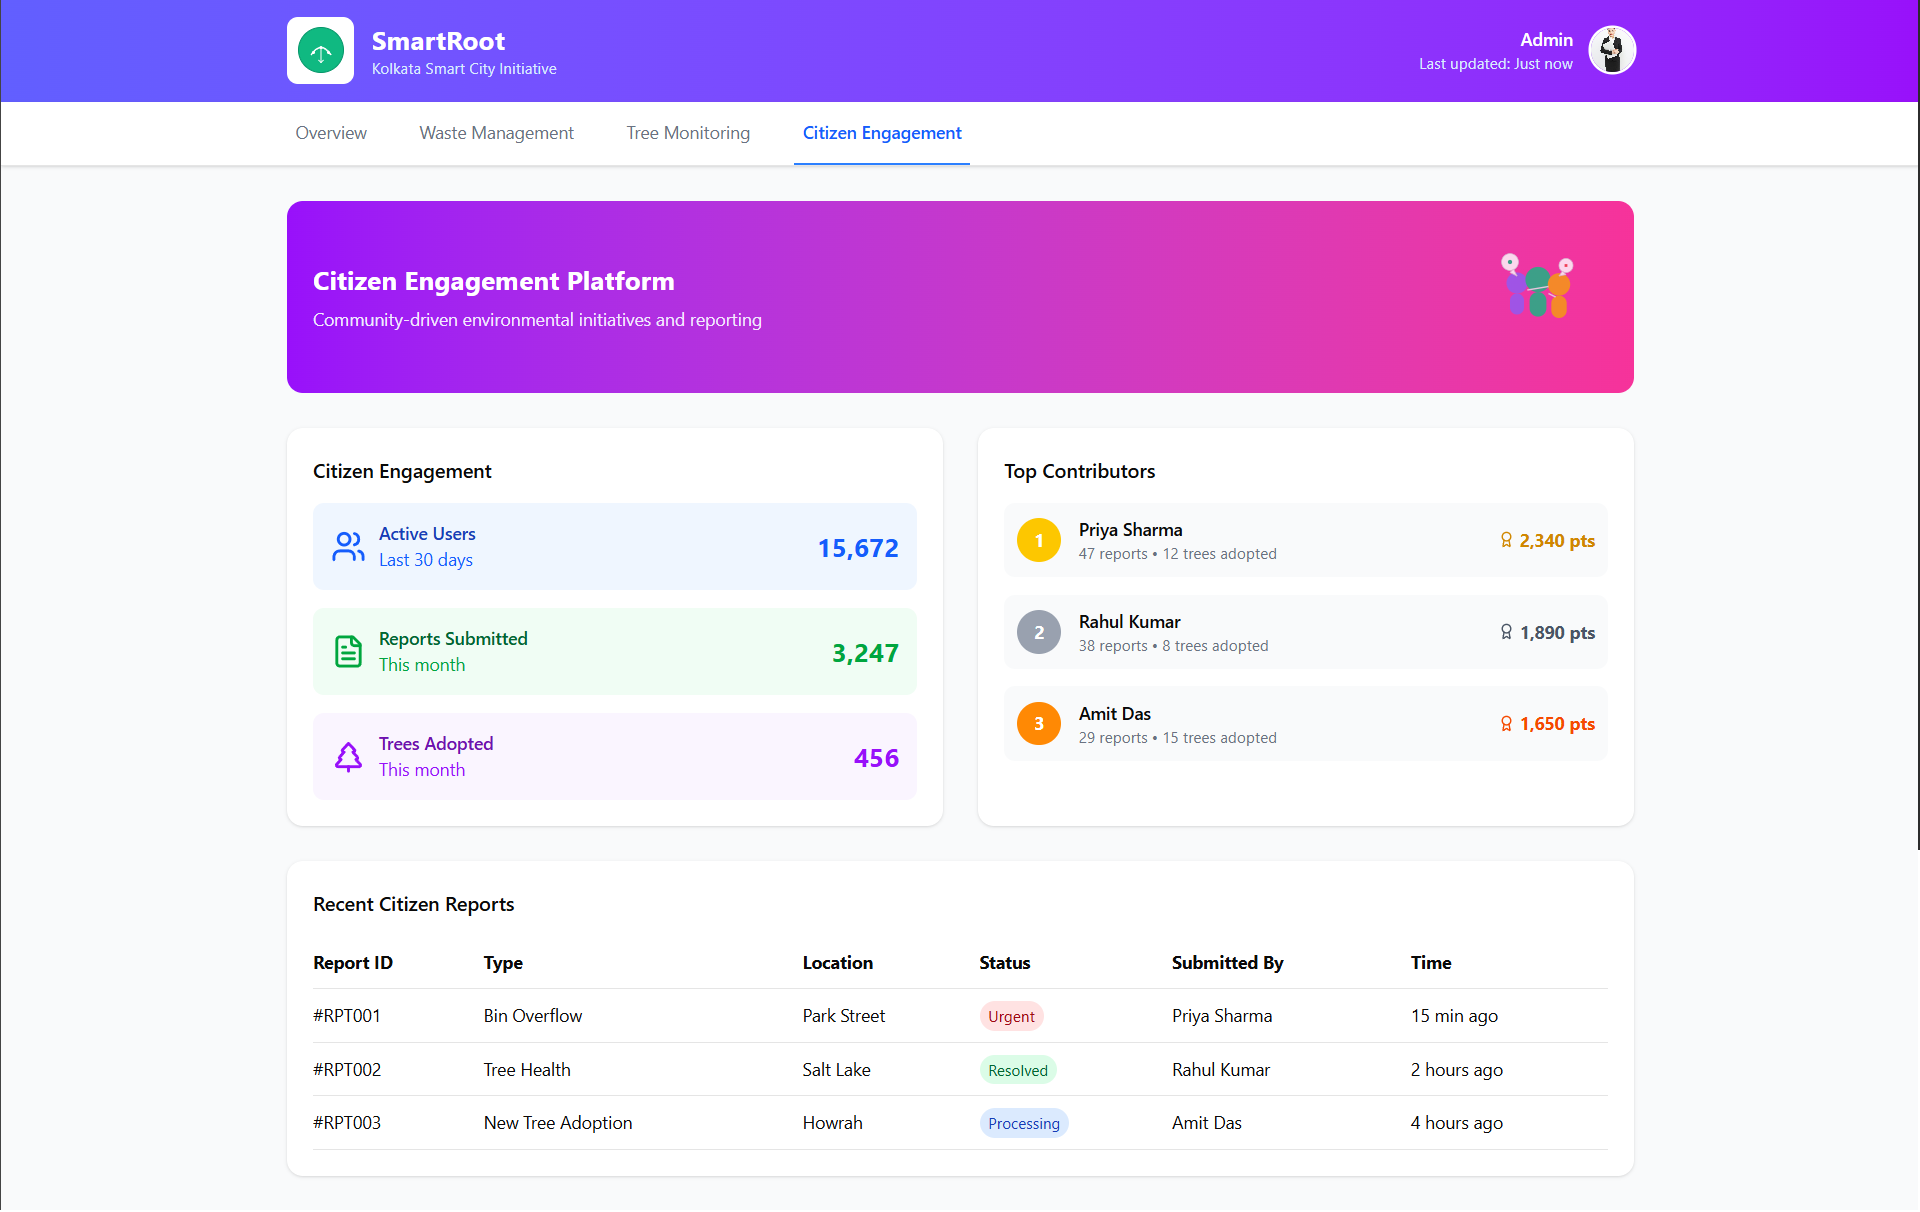 SmartRoot
Kolkata Smart City Initiative
Admin
Last updated: Just now
Overview
Waste Management
Tree Monitoring
Citizen Engagement
Citizen Engagement Platform
Community-driven environmental initiatives and reporting
Citizen Engagement
Active Users
Last 30 days
15,672
Reports Submitted
This month
3,247
Trees Adopted
This month
456
Top Contributors
1
Priya Sharma
47 reports • 12 trees adopted
2,340 pts
2
Rahul Kumar
38 reports • 8 trees adopted
1,890 pts
3
Amit Das
29 reports • 15 trees adopted
1,650 pts
Recent Citizen Reports
Report ID Type Location Status Submitted By Time
#RPT001 Bin Overflow Park Street Urgent Priya Sharma 15 min ago
#RPT002 Tree Health Salt Lake Resolved Rahul Kumar 2 hours ago
#RPT003 New Tree Adoption Howrah Processing Amit Das 4 hours ago